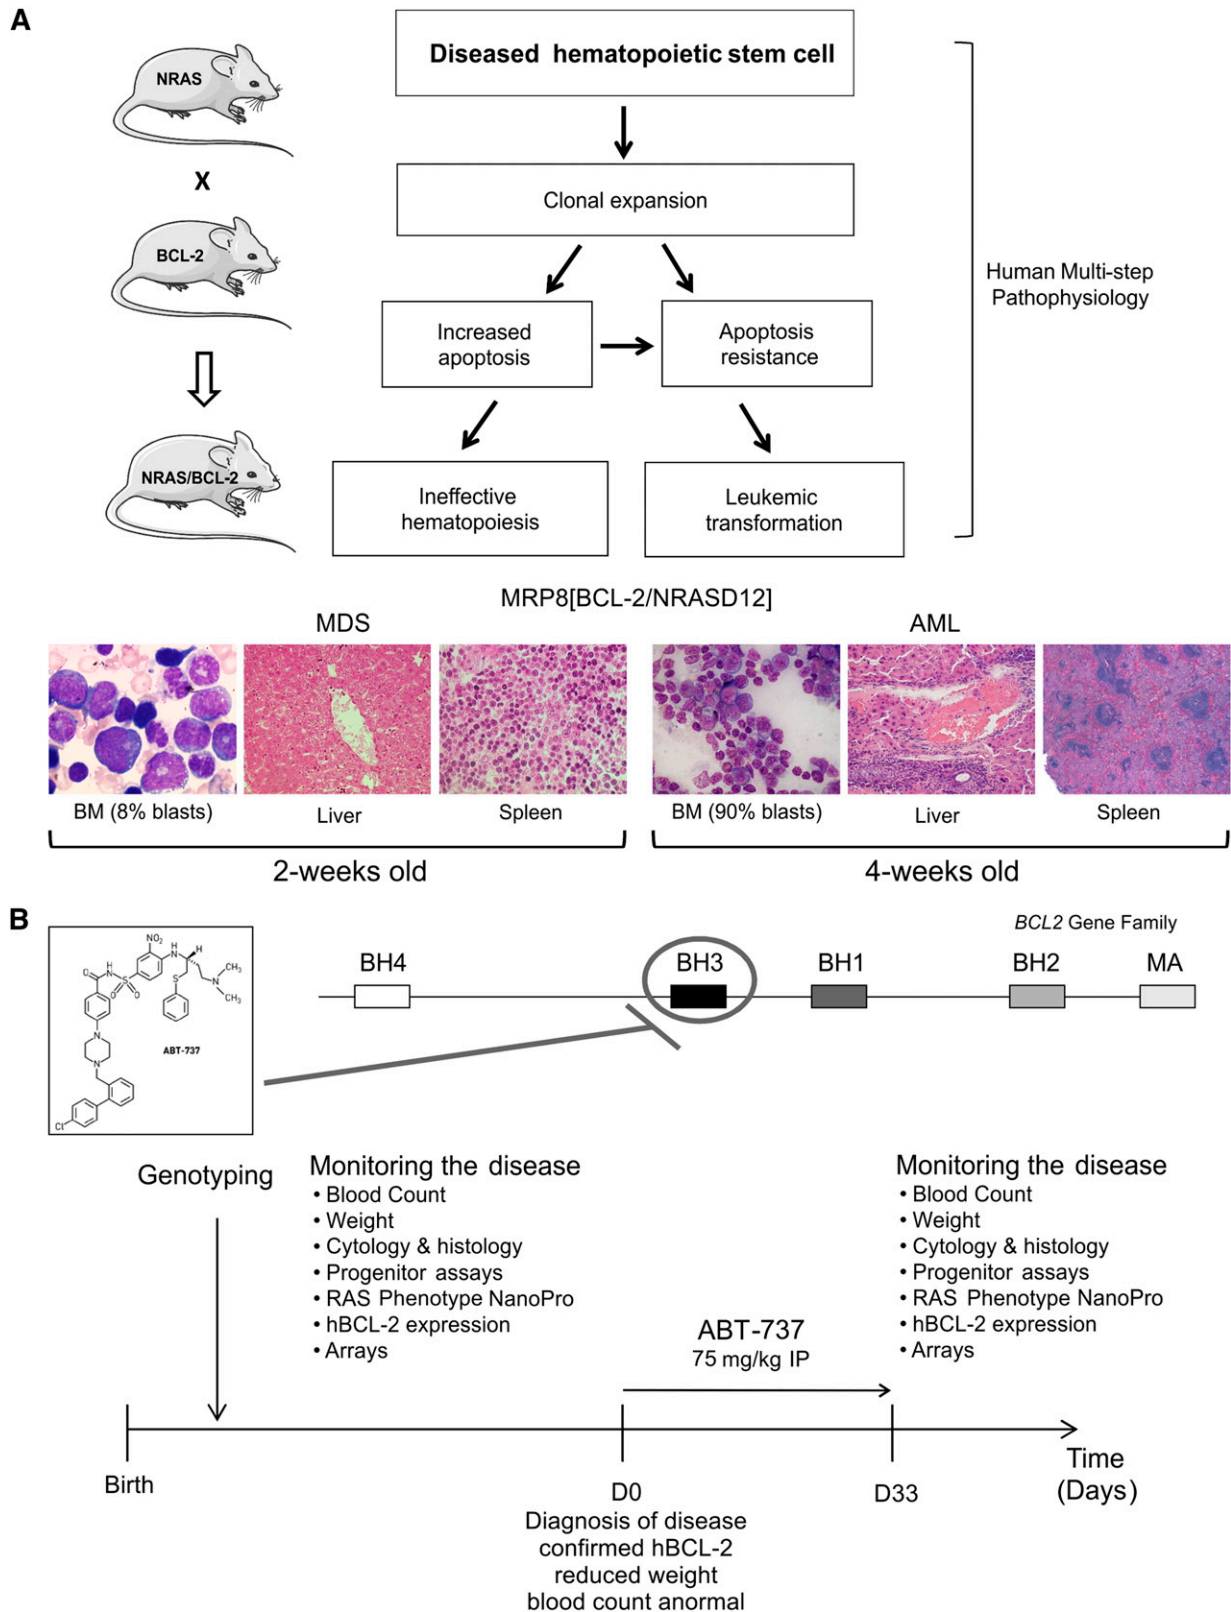 A
NRAS
X
BCL-2
NRAS/BCL-2
Diseased hematopoietic stem cell
Clonal expansion
Increased
apoptosis
Apoptosis
resistance
Ineffective
hematopoiesis
Leukemic
transformation
Human Multi-step
Pathophysiology
MRP8[BCL-2/NRASD12]
MDS
AML
BM (8% blasts)
Liver
Spleen
BM (90% blasts)
Liver
Spleen
2-weeks old
4-weeks old
B
NO2
H
H
O
NH
S
O
O
S
N
CH3
CH3
N
N
Cl
ABT-737
BCL2 Gene Family
BH4
BH3
BH1
BH2
MA
Genotyping
Monitoring the disease
• Blood Count
• Weight
• Cytology & histology
• Progenitor assays
• RAS Phenotype NanoPro
• hBCL-2 expression
• Arrays
ABT-737
75 mg/kg IP
Monitoring the disease
• Blood Count
• Weight
• Cytology & histology
• Progenitor assays
• RAS Phenotype NanoPro
• hBCL-2 expression
• Arrays
Birth
D0
Diagnosis of disease
confirmed hBCL-2
reduced weight
blood count anormal
D33
Time
(Days)